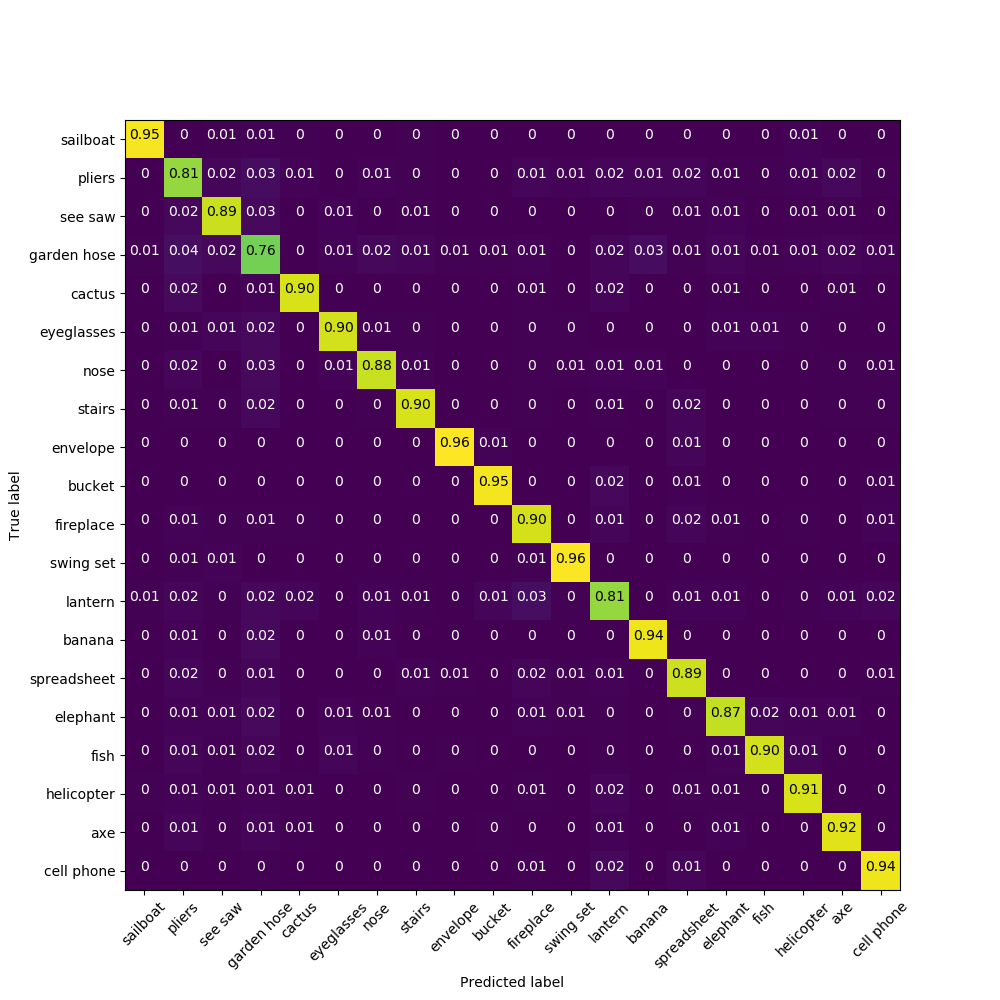 sailboat 0.95 0 0.01 0.01 0 0 0 0 0 0 0 0 0 0 0 0 0 0.01 0 0
pliers 0 0.81 0.02 0.03 0.01 0 0.01 0 0 0 0.01 0.01 0.02 0.01 0.02 0.01 0 0.01 0.02 0
see saw 0 0.02 0.89 0.03 0 0.01 0 0.01 0 0 0 0 0 0 0.01 0.01 0 0.01 0.01 0
garden hose 0.01 0.04 0.02 0.76 0 0.01 0.02 0.01 0.01 0.01 0.01 0 0.02 0.03 0.01 0.01 0.01 0.01 0.02 0.01
cactus 0 0.02 0 0.01 0.90 0 0 0 0 0 0.01 0 0.02 0 0 0.01 0 0 0.01 0
eyeglasses 0 0.01 0.01 0.02 0 0.90 0.01 0 0 0 0 0 0 0 0 0.01 0.01 0 0 0
nose 0 0.02 0 0.03 0 0.01 0.88 0.01 0 0 0 0.01 0.01 0.01 0 0 0 0 0 0.01
stairs 0 0.01 0 0.02 0 0 0 0.90 0 0 0 0 0.01 0 0.02 0 0 0 0 0
envelope 0 0 0 0 0 0 0 0 0.96 0.01 0 0 0 0 0.01 0 0 0 0 0
bucket 0 0 0 0 0 0 0 0 0 0.95 0 0 0.02 0 0.01 0 0 0 0 0.01
fireplace 0 0.01 0 0.01 0 0 0 0 0 0 0.90 0 0.01 0 0.02 0.01 0 0 0 0.01
swing set 0 0.01 0.01 0 0 0 0 0 0 0 0.01 0.96 0 0 0 0 0 0 0 0
lantern 0.01 0.02 0 0.02 0.02 0 0.01 0.01 0 0.01 0.03 0 0.81 0 0.01 0.01 0 0 0.01 0.02
banana 0 0.01 0 0.02 0 0 0.01 0 0 0 0 0 0 0.94 0 0 0 0 0 0
spreadsheet 0 0.02 0 0.01 0 0 0 0.01 0.01 0 0.02 0.01 0.01 0 0.89 0 0 0 0 0.01
elephant 0 0.01 0.01 0.02 0 0.01 0.01 0 0 0 0.01 0.01 0 0 0 0.87 0.02 0.01 0.01 0
fish 0 0.01 0.01 0.02 0 0.01 0 0 0 0 0 0 0 0 0 0.01 0.90 0.01 0 0
helicopter 0 0.01 0.01 0.01 0.01 0 0 0 0 0 0.01 0 0.02 0 0.01 0.01 0 0.91 0 0
axe 0 0.01 0 0.01 0.01 0 0 0 0 0 0 0 0.01 0 0 0.01 0 0 0.92 0
cell phone 0 0 0 0 0 0 0 0 0 0 0.01 0 0.02 0 0.01 0 0 0 0 0.94
True label
sailboat pliers see saw garden hose cactus eyeglasses nose stairs envelope bucket fireplace swing set lantern banana spreadsheet elephant fish helicopter axe cell phone
Predicted label